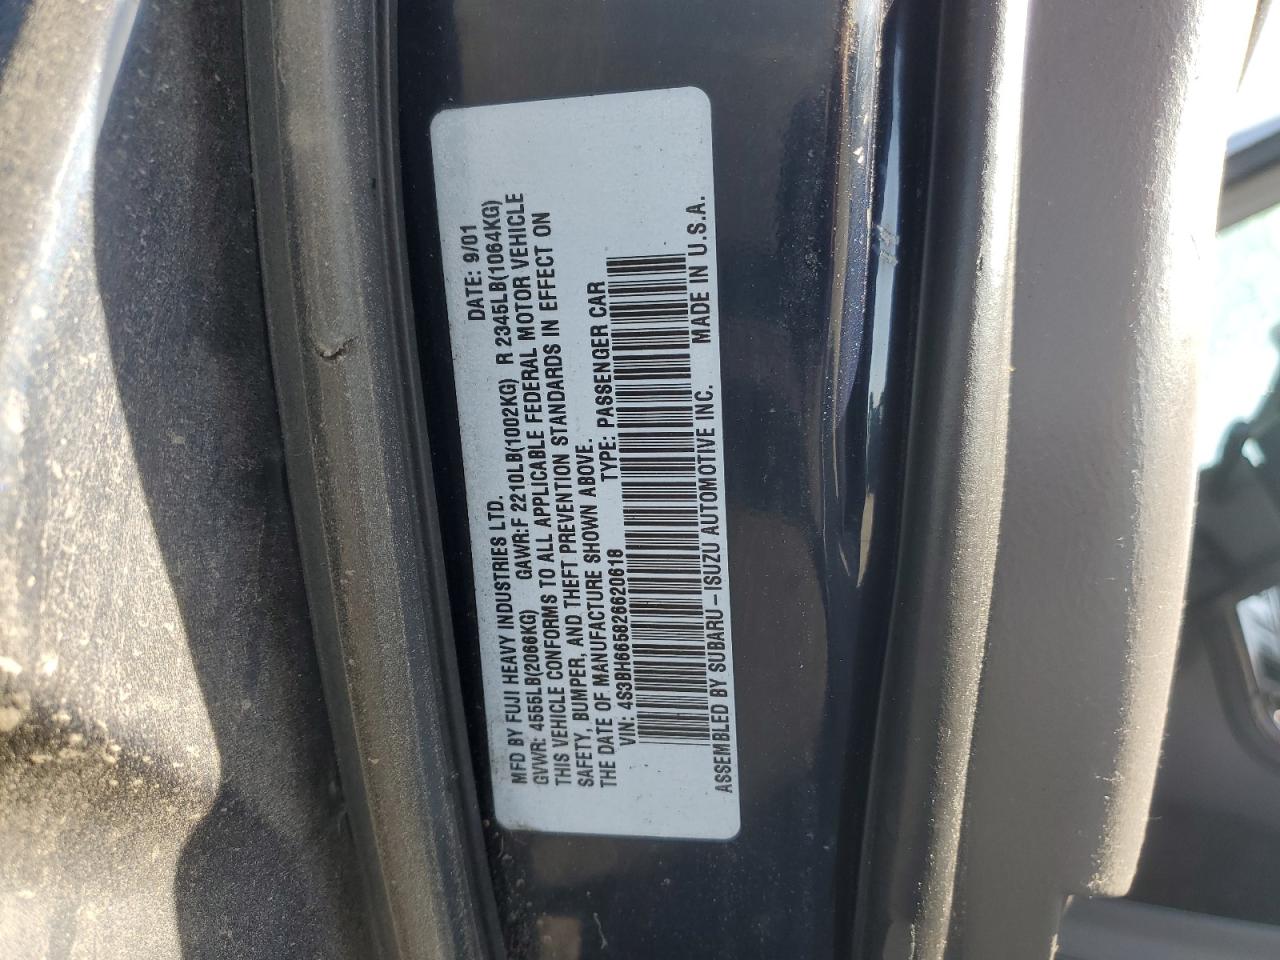 MFD BY FUJI HEAVY INDUSTRIES LTD. DATE: 9/01
GVWR: 4555LB(2066KG) GAWR:F 2210LB(1002KG) R 2345LB(1064KG)
THIS VEHICLE CONFORMS TO ALL APPLICABLE FEDERAL MOTOR VEHICLE
SAFETY, BUMPER, AND THEFT PREVENTION STANDARDS IN EFFECT ON
THE DATE OF MANUFACTURE SHOWN ABOVE.
VIN: 4S3BH665826620618 TYPE: PASSENGER CAR
ASSEMBLED BY SUBARU-ISUZU AUTOMOTIVE INC. MADE IN U.S.A.